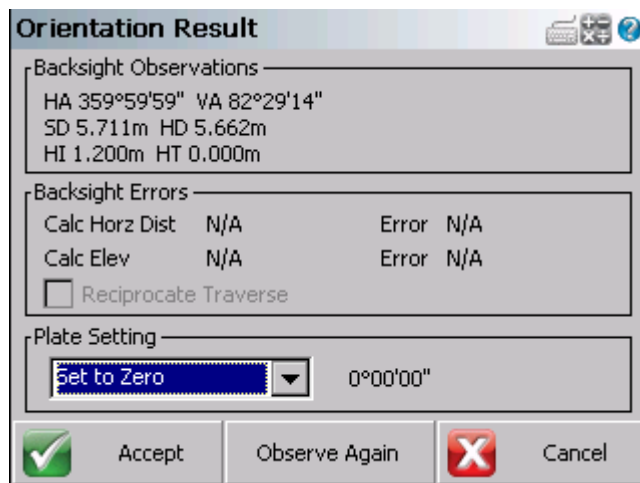 Orientation Result
Backsight Observations
HA 359°59'59" VA 82°29'14"
SD 5.711m HD 5.662m
HI 1.200m HT 0.000m
Backsight Errors
Calc Horz Dist N/A Error N/A
Calc Elev N/A Error N/A
Reciprocate Traverse
Plate Setting
Set to Zero 0°00'00"
Accept Observe Again Cancel